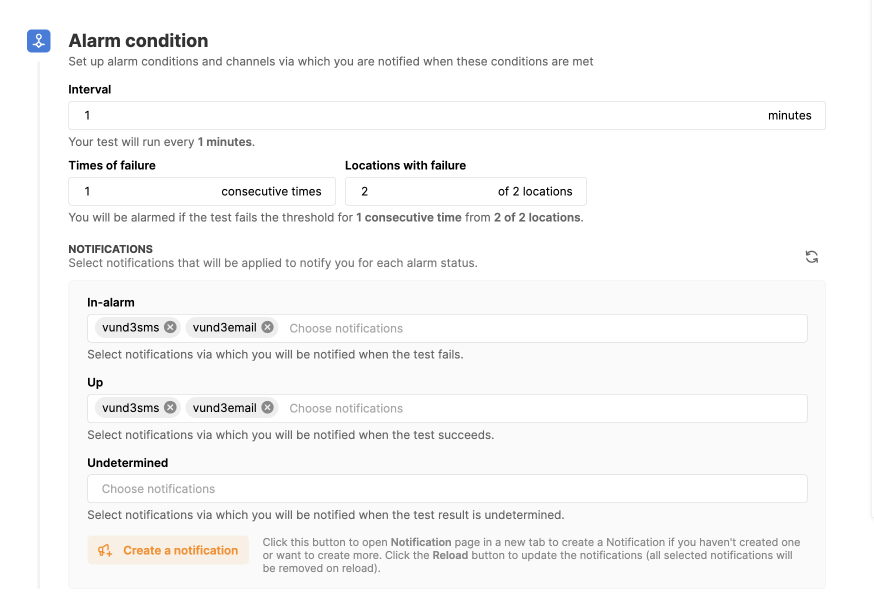 Alarm condition
Set up alarm conditions and channels via which you are notified when these conditions are met
Interval
1 minutes
Your test will run every 1 minutes.
Times of failure Locations with failure
1 consecutive times 2 of 2 locations
You will be alarmed if the test fails the threshold for 1 consecutive time from 2 of 2 locations.
NOTIFICATIONS
Select notifications that will be applied to notify you for each alarm status.
In-alarm
vund3sms vund3email Choose notifications
Select notifications via which you will be notified when the test fails.
Up
vund3sms vund3email Choose notifications
Select notifications via which you will be notified when the test succeeds.
Undetermined
Choose notifications
Select notifications via which you will be notified when the test result is undetermined.
Create a notification
Click this button to open Notification page in a new tab to create a Notification if you haven't created one
or want to create more. Click the Reload button to update the notifications (all selected notifications will
be removed on reload).